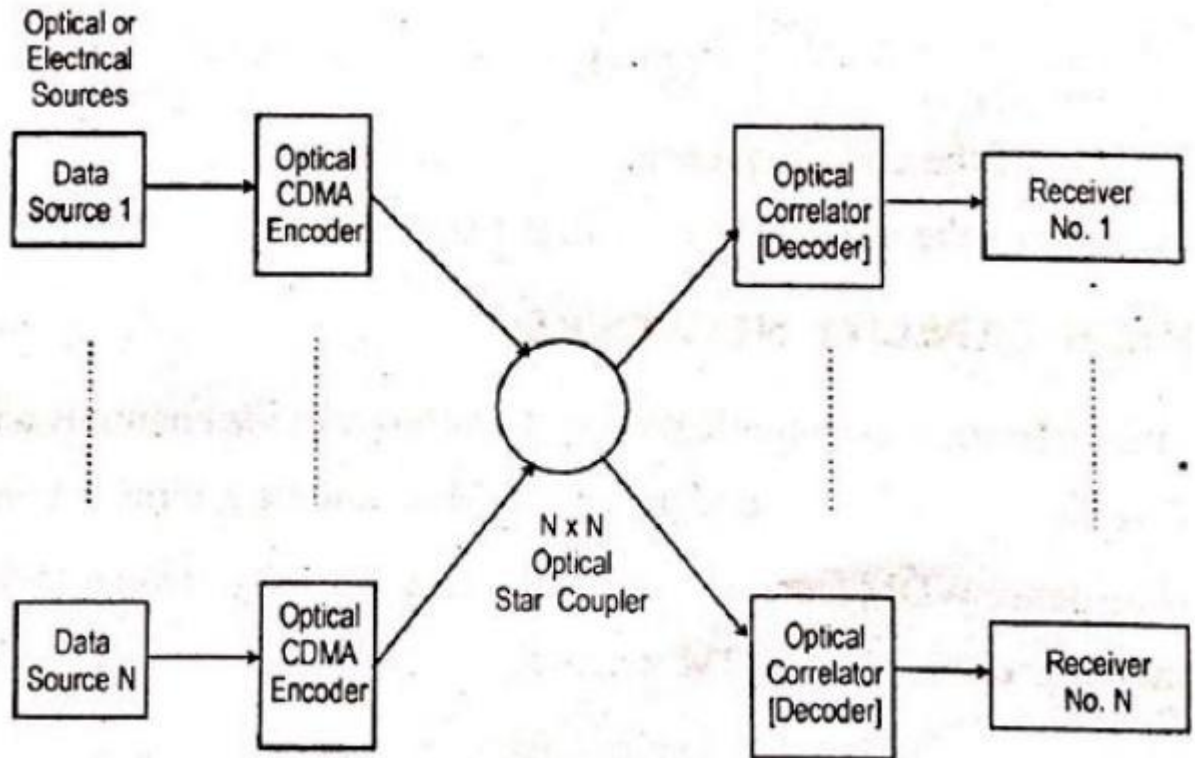 Optical or
Electrical
Sources
Data
Source 1
Optical
CDMA
Encoder
Optical
Correlator
[Decoder]
Receiver
No. 1
N x N
Optical
Star Coupler
Data
Source N
Optical
CDMA
Encoder
Optical
Correlator
[Decoder]
Receiver
No. N